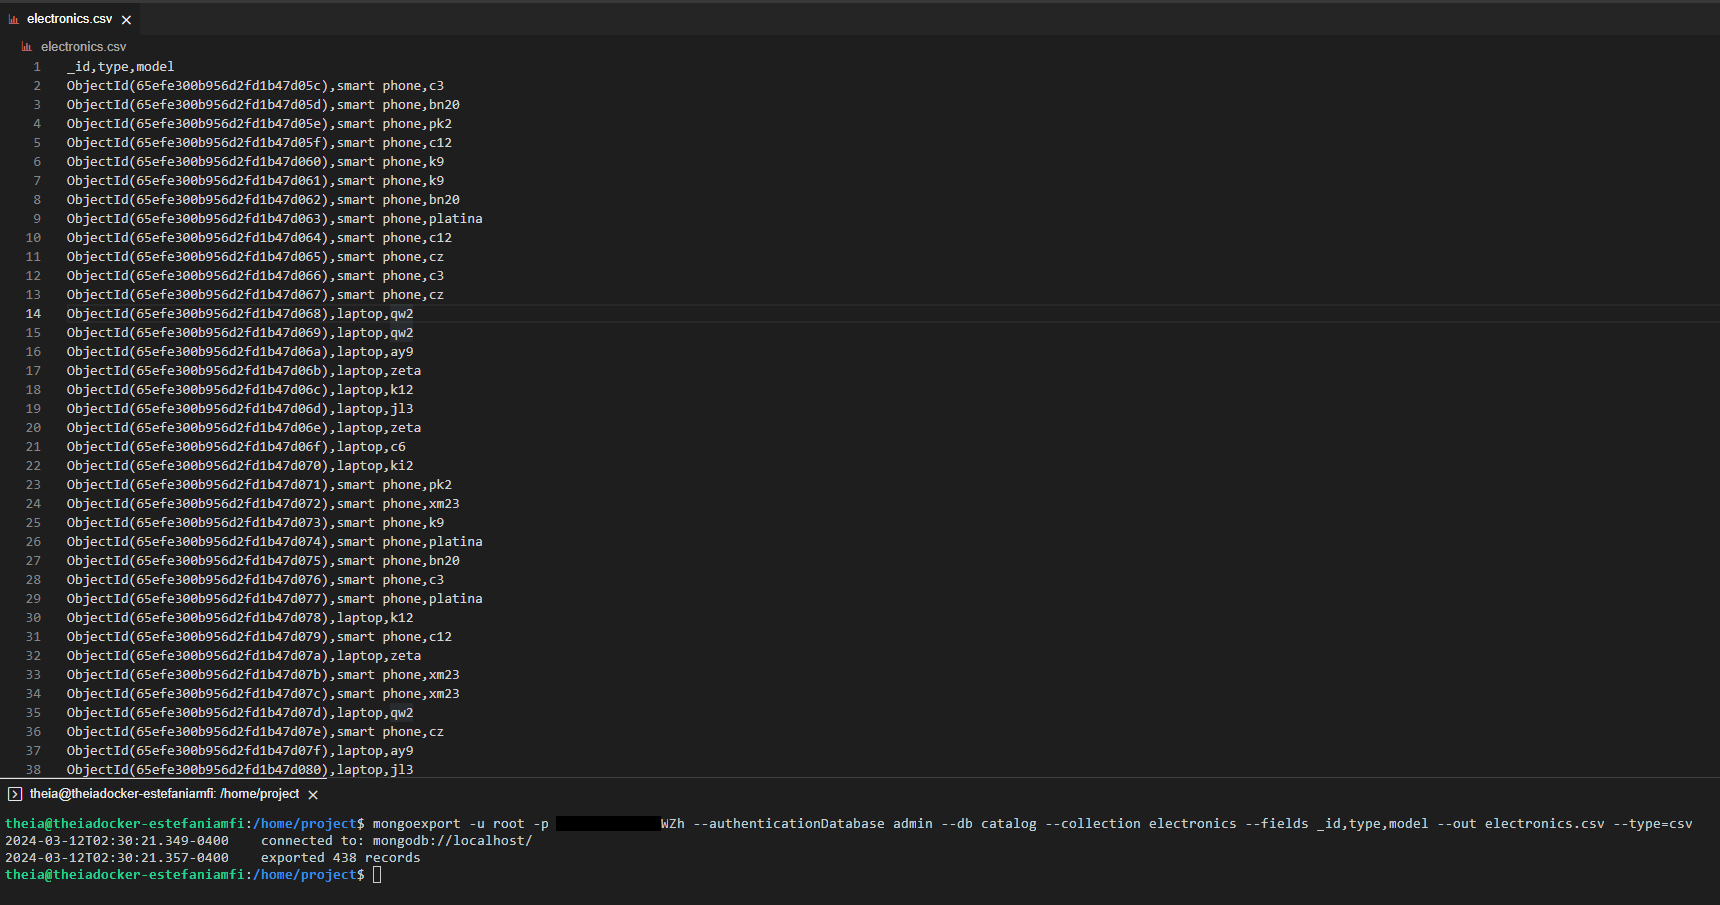 electronics.csv
electronics.csv
1 _id,type,model
2 ObjectId(65efe300b956d2fd1b47d05c),smart phone,c3
3 ObjectId(65efe300b956d2fd1b47d05d),smart phone,bn20
4 ObjectId(65efe300b956d2fd1b47d05e),smart phone,pk2
5 ObjectId(65efe300b956d2fd1b47d05f),smart phone,c12
6 ObjectId(65efe300b956d2fd1b47d060),smart phone,k9
7 ObjectId(65efe300b956d2fd1b47d061),smart phone,k9
8 ObjectId(65efe300b956d2fd1b47d062),smart phone,bn20
9 ObjectId(65efe300b956d2fd1b47d063),smart phone,platina
10 ObjectId(65efe300b956d2fd1b47d064),smart phone,c12
11 ObjectId(65efe300b956d2fd1b47d065),smart phone,cz
12 ObjectId(65efe300b956d2fd1b47d066),smart phone,c3
13 ObjectId(65efe300b956d2fd1b47d067),smart phone,cz
14 ObjectId(65efe300b956d2fd1b47d068),laptop,qw2
15 ObjectId(65efe300b956d2fd1b47d069),laptop,qw2
16 ObjectId(65efe300b956d2fd1b47d06a),laptop,ay9
17 ObjectId(65efe300b956d2fd1b47d06b),laptop,zeta
18 ObjectId(65efe300b956d2fd1b47d06c),laptop,k12
19 ObjectId(65efe300b956d2fd1b47d06d),laptop,jl3
20 ObjectId(65efe300b956d2fd1b47d06e),laptop,zeta
21 ObjectId(65efe300b956d2fd1b47d06f),laptop,c6
22 ObjectId(65efe300b956d2fd1b47d070),laptop,ki2
23 ObjectId(65efe300b956d2fd1b47d071),smart phone,pk2
24 ObjectId(65efe300b956d2fd1b47d072),smart phone,xm23
25 ObjectId(65efe300b956d2fd1b47d073),smart phone,k9
26 ObjectId(65efe300b956d2fd1b47d074),smart phone,platina
27 ObjectId(65efe300b956d2fd1b47d075),smart phone,bn20
28 ObjectId(65efe300b956d2fd1b47d076),smart phone,c3
29 ObjectId(65efe300b956d2fd1b47d077),smart phone,platina
30 ObjectId(65efe300b956d2fd1b47d078),laptop,k12
31 ObjectId(65efe300b956d2fd1b47d079),smart phone,c12
32 ObjectId(65efe300b956d2fd1b47d07a),laptop,zeta
33 ObjectId(65efe300b956d2fd1b47d07b),smart phone,xm23
34 ObjectId(65efe300b956d2fd1b47d07c),smart phone,xm23
35 ObjectId(65efe300b956d2fd1b47d07d),laptop,qw2
36 ObjectId(65efe300b956d2fd1b47d07e),smart phone,cz
37 ObjectId(65efe300b956d2fd1b47d07f),laptop,ay9
38 ObjectId(65efe300b956d2fd1b47d080),laptop,jl3
theia@theiadocker-estefaniamfi: /home/project
theia@theiadocker-estefaniamfi:/home/project$ mongoexport -u root -p WZh --authenticationDatabase admin --db catalog --collection electronics --fields _id,type,model --out electronics.csv --type=csv
2024-03-12T02:30:21.349-0400 connected to: mongodb://localhost/
2024-03-12T02:30:21.357-0400 exported 438 records
theia@theiadocker-estefaniamfi:/home/project$